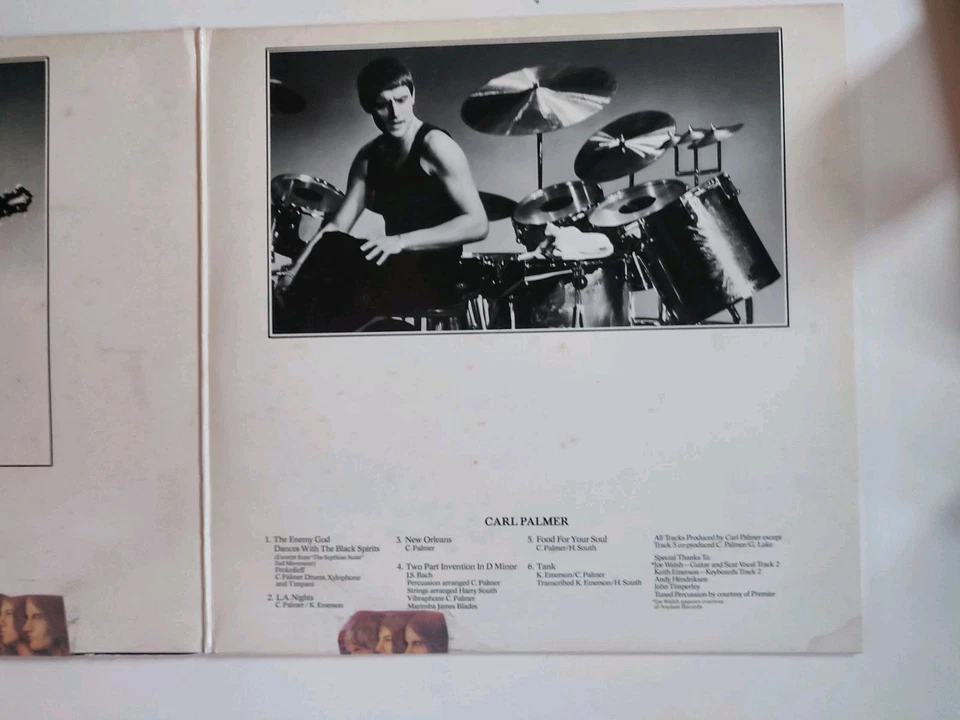 CARL PALMER
1. The Enemy God
Dances With The Black Spirits
(Excerpt from "The Scythian Suite"
2nd Movement)
Prokofieff
C. Palmer Drums, Xylophone
and Timpani
2. L.A. Nights
C. Palmer / K. Emerson
3. New Orleans
C. Palmer
4. Two Part Invention In D Minor
J.S. Bach
Percussion arranged C. Palmer
Strings arranged Harry South
Vibraphone C. Palmer
Marimba James Blades
5. Food For Your Soul
C. Palmer/H. South
6. Tank
K. Emerson/C. Palmer
Transcribed K. Emerson/H. South
All Tracks Produced by Carl Palmer except
Track 5 co-produced C. Palmer/G. Lake
Special Thanks To:
*Joe Walsh—Guitar and Scat Vocal Track 2
Keith Emerson—Keyboards Track 2
Andy Hendriksen
John Timperley
Tuned Percussion by courtesy of Premier
*Joe Walsh appears courtesy
of Asylum Records